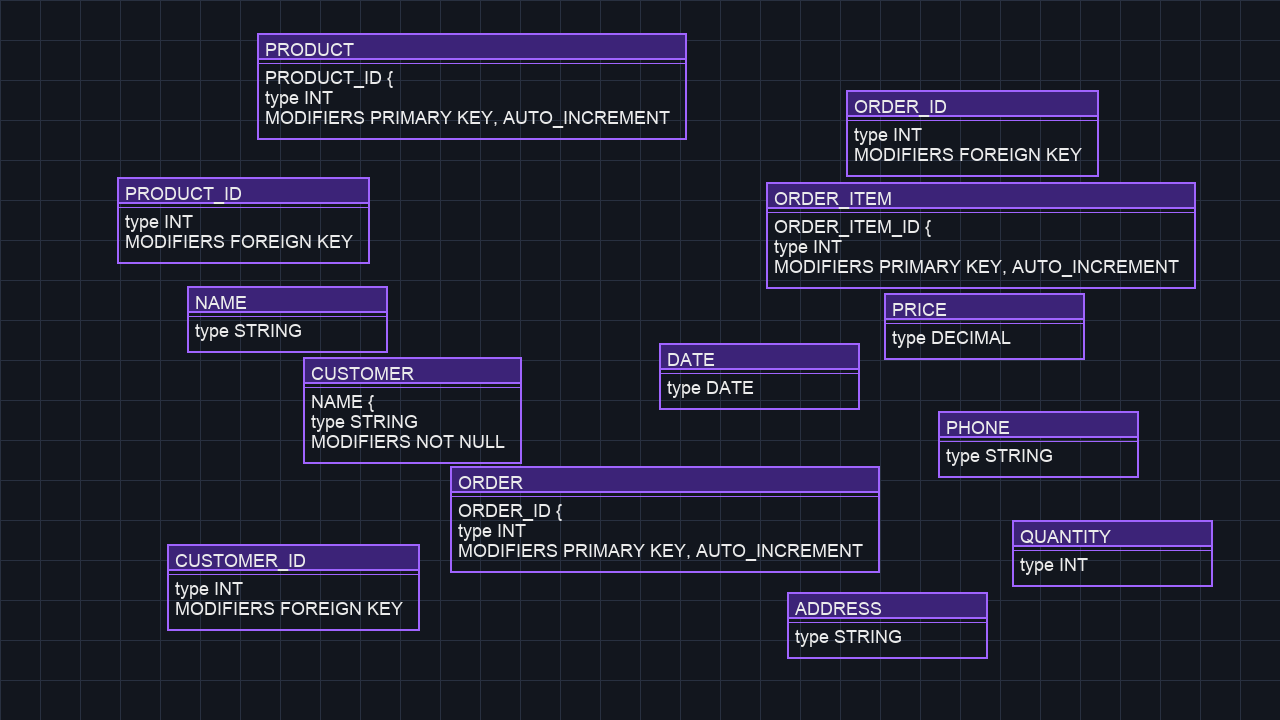 PRODUCT
PRODUCT_ID {
type INT
MODIFIERS PRIMARY KEY, AUTO_INCREMENT
ORDER_ID
type INT
MODIFIERS FOREIGN KEY
PRODUCT_ID
type INT
MODIFIERS FOREIGN KEY
ORDER_ITEM
ORDER_ITEM_ID {
type INT
MODIFIERS PRIMARY KEY, AUTO_INCREMENT
NAME
type STRING
PRICE
type DECIMAL
DATE
type DATE
CUSTOMER
NAME {
type STRING
MODIFIERS NOT NULL
PHONE
type STRING
ORDER
ORDER_ID {
type INT
MODIFIERS PRIMARY KEY, AUTO_INCREMENT
QUANTITY
type INT
CUSTOMER_ID
type INT
MODIFIERS FOREIGN KEY
ADDRESS
type STRING